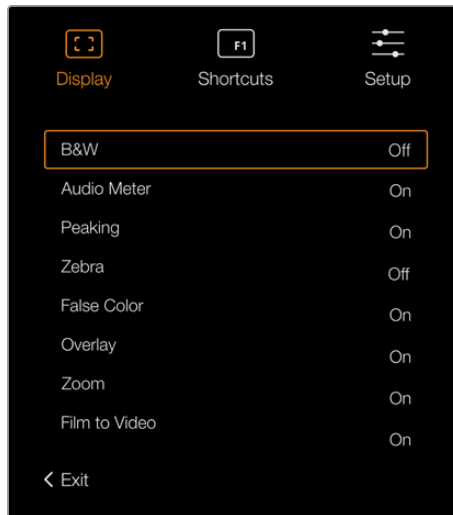 F1
Display Shortcuts Setup
B&W Off
Audio Meter On
Peaking On
Zebra Off
False Color On
Overlay On
Zoom On
Film to Video On
Exit